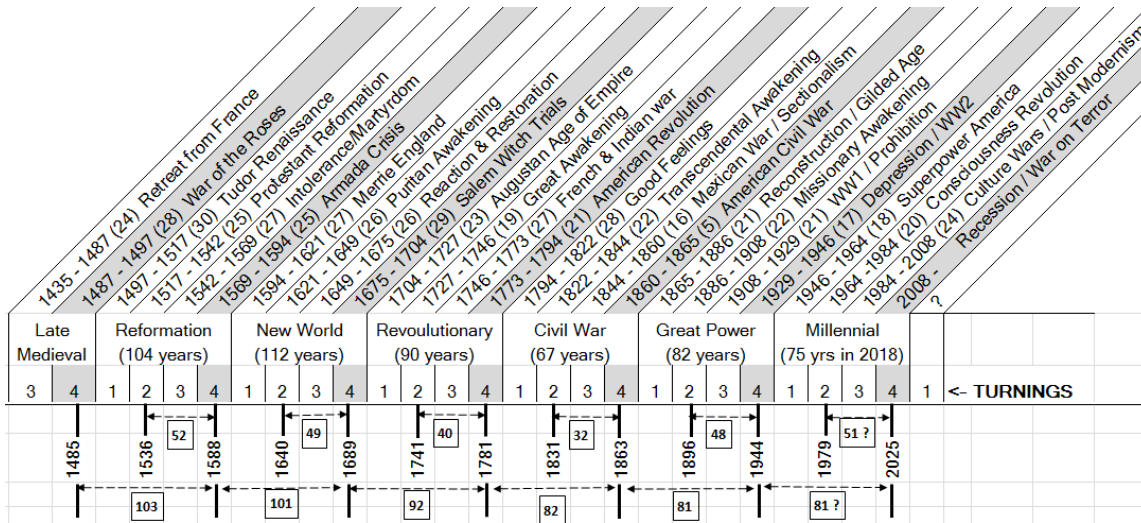 1435 - 1487 (24) Retreat from France
1487 - 1497 (28) War of the Roses
1497 - 1517 (30) Tudor Renaissance
1517 - 1542 (25) Protestant Reformation
1542 - 1569 (27) Intolerance/Martyrdom
1569 - 1594 (25) Armada Crisis
1594 - 1621 (27) Merrie England
1621 - 1649 (26) Puritan Awakening
1649 - 1675 (26) Reaction & Restoration
1675 - 1704 (29) Salem Witch Trials
1704 - 1727 (23) Augustan Age of Empire
1727 - 1746 (19) Great Awakening
1746 - 1773 (27) French & Indian war
1773 - 1794 (21) American Revolution
1794 - 1822 (28) Good Feelings
1822 - 1844 (22) Transcendental Awakening
1844 - 1860 (16) Mexican War / Sectionalism
1860 - 1865 (5) American Civil War
1865 - 1886 (21) Reconstruction / Gilded Age
1886 - 1908 (22) Missionary Awakening
1908 - 1929 (21) WW1 / Prohibition
1929 - 1946 (17) Depression / WW2
1946 - 1964 (18) Superpower America
1964 -1984 (20) Consciousness Revolution
1984 - 2008 (24) Culture Wars / Post Modernism
2008 - Recession / War on Terror
?
Late Medieval
Reformation (104 years)
New World (112 years)
Revoulutionary (90 years)
Civil War (67 years)
Great Power (82 years)
Millennial (75 yrs in 2018)
3 4 1 2 3 4 1 2 3 4 1 2 3 4 1 2 3 4 1 2 3 4 1 2 3 4 1 <- TURNINGS
52 49 40 32 48 51 ?
1485 1536 1588 1640 1689 1741 1781 1831 1863 1896 1944 1979 2025
103 101 92 82 81 81 ?